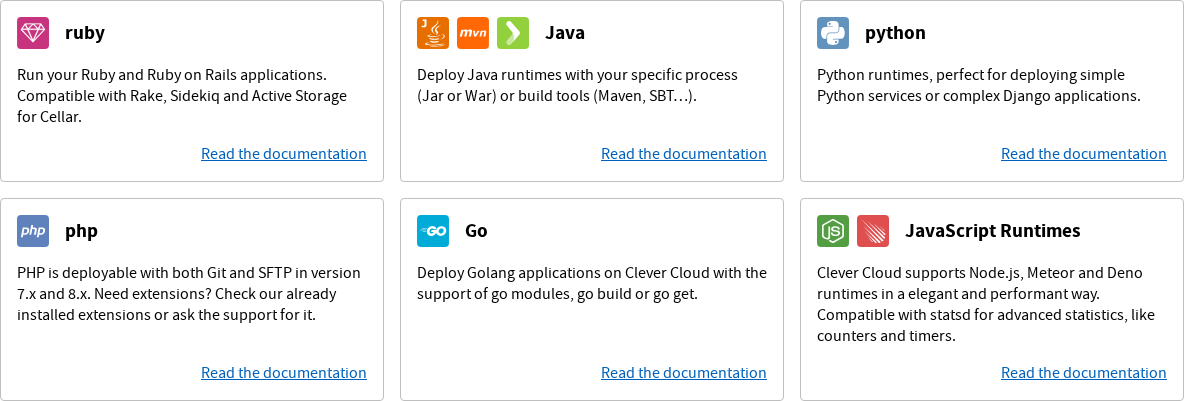 ruby
Run your Ruby and Ruby on Rails applications.
Compatible with Rake, Sidekiq and Active Storage
for Cellar.
Read the documentation
J
mvn
Java
Deploy Java runtimes with your specific process
(Jar or War) or build tools (Maven, SBT…).
Read the documentation
python
Python runtimes, perfect for deploying simple
Python services or complex Django applications.
Read the documentation
php
php
PHP is deployable with both Git and SFTP in version
7.x and 8.x. Need extensions? Check our already
installed extensions or ask the support for it.
Read the documentation
GO
Go
Deploy Golang applications on Clever Cloud with the
support of go modules, go build or go get.
Read the documentation
JS
JavaScript Runtimes
Clever Cloud supports Node.js, Meteor and Deno
runtimes in a elegant and performant way.
Compatible with statsd for advanced statistics, like
counters and timers.
Read the documentation